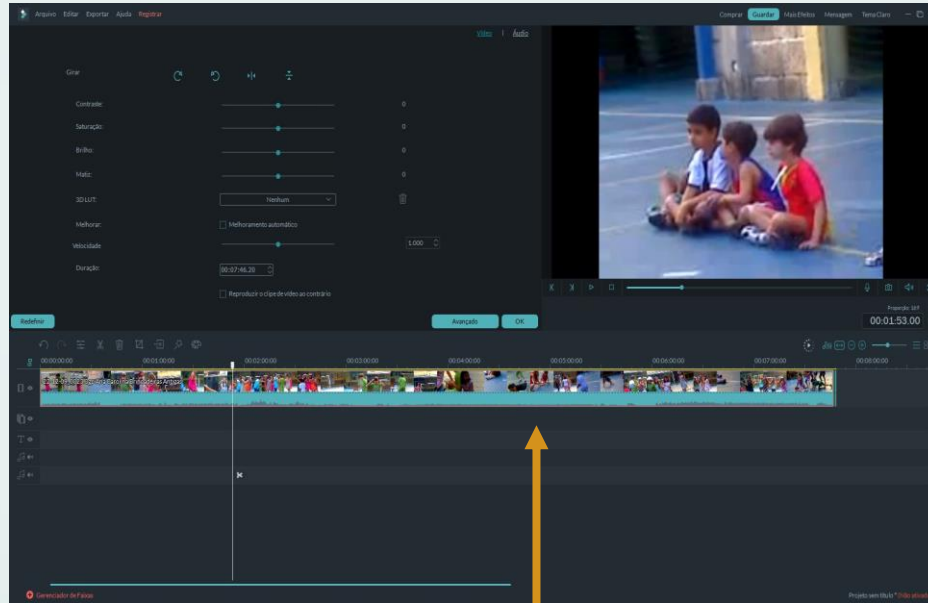 Arquivo Editar Exportar Ajuda Registrar
Comprar Guardar Mais Efeitos Mensagem Tema Claro
Vídeo | Áudio
Girar
Contraste: 0
Saturação: 0
Brilho: 0
Matiz: 0
3D LUT: Nenhum
Melhorar: Melhoramento automático
Velocidade 1.000
Duração: 00:07:46.20
Reproduzir o clipe de vídeo ao contrário
Redefinir Avançado OK
Proporção: 16:9
00:01:53.00
00:00:00:00 00:01:00:00 00:02:00:00 00:03:00:00 00:04:00:00 00:05:00:00 00:06:00:00 00:07:00:00 00:08:00:00
Gerenciador de Faixas
Projeto sem título *